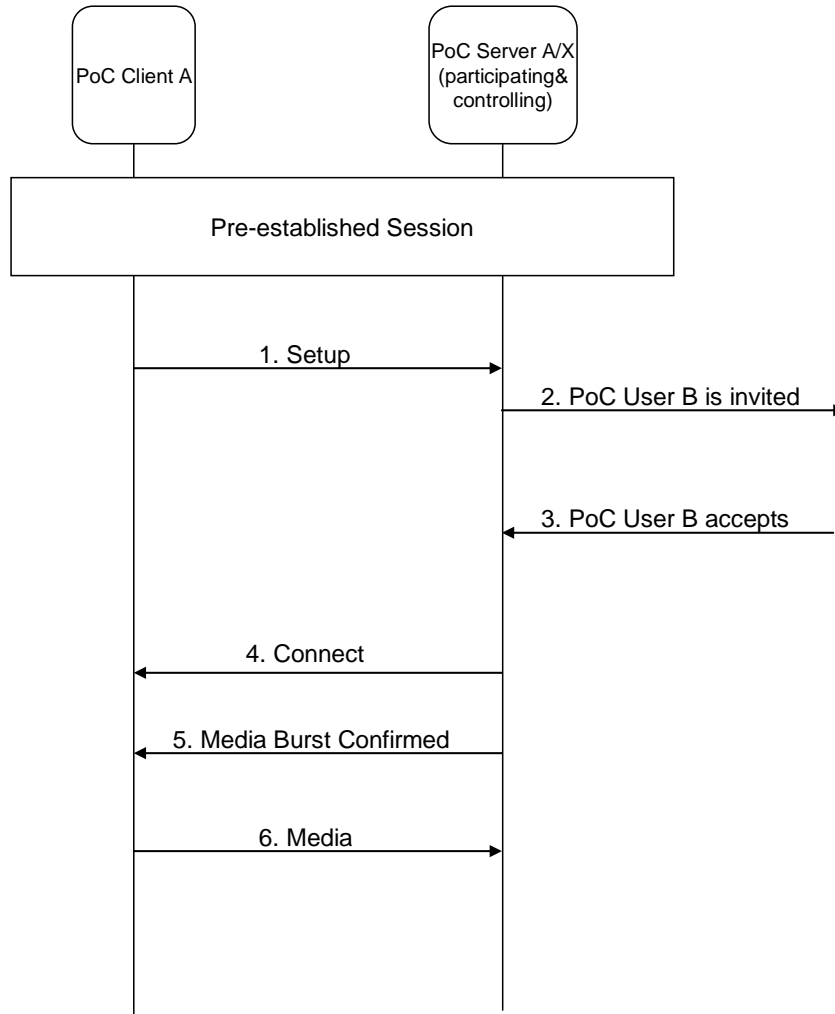 PoC Client A
PoC Server A/X
(participating&
controlling)
Pre-established Session
1. Setup
2. PoC User B is invited
3. PoC User B accepts
4. Connect
5. Media Burst Confirmed
6. Media